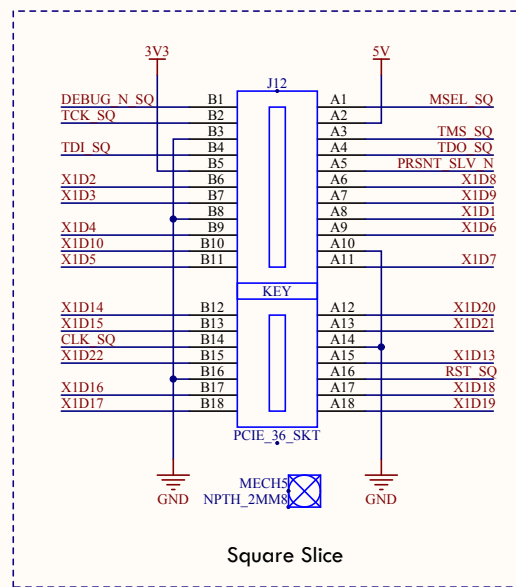 3V3 5V
J12
DEBUG_N_SQ B1 A1 MSEL_SQ
TCK_SQ B2 A2
B3 A3 TMS_SQ
TDI_SQ B4 A4 TDO_SQ
B5 A5 PRSNT_SLV_N
X1D2 B6 A6 X1D8
X1D3 B7 A7 X1D9
B8 A8 X1D1
X1D4 B9 A9 X1D6
X1D10 B10 A10
X1D5 B11 A11 X1D7
KEY
X1D14 B12 A12 X1D20
X1D15 B13 A13 X1D21
CLK_SQ B14 A14
X1D22 B15 A15 X1D13
B16 A16 RST_SQ
X1D16 B17 A17 X1D18
X1D17 B18 A18 X1D19
PCIE_36_SKT
MECH5
GND NPTH_2MM8 GND
Square Slice